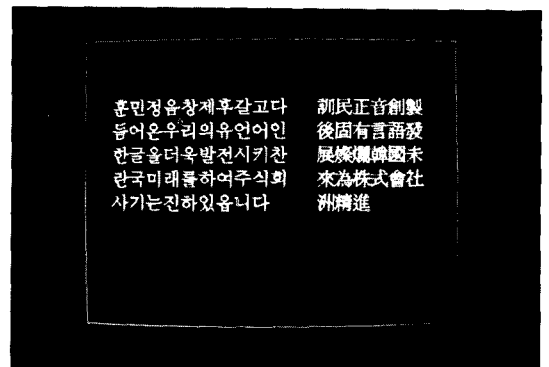 훈민정음창제후갈고다
듬어온우리의유언어인
한글을더욱발전시키찬
란국미래를하여주식회
사기는진하있읍니다
訓民正音創製
後固有言語發
展燦爛韓國未
來為株式會社
洲精進